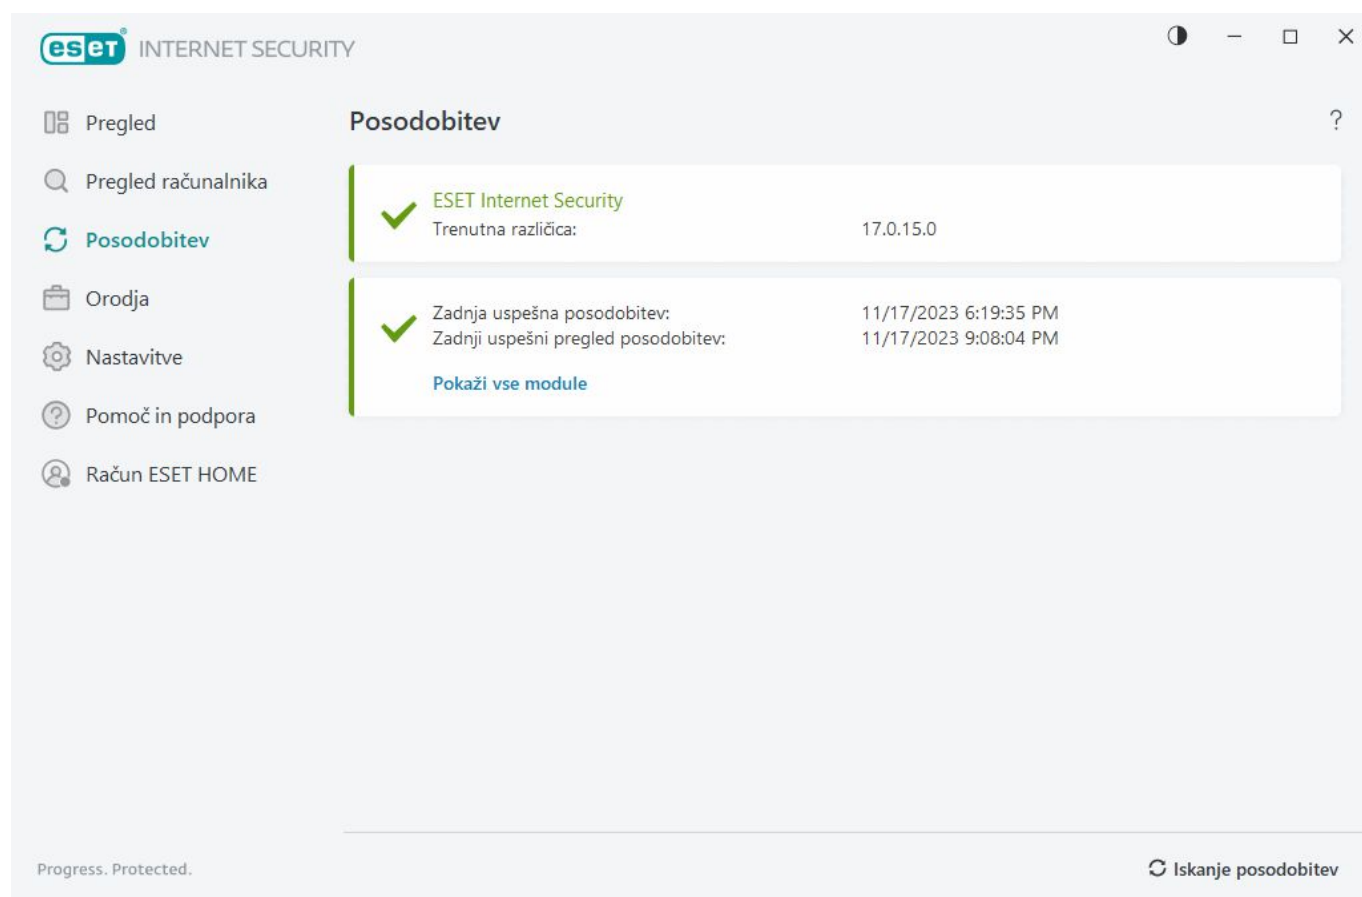 eset® INTERNET SECURITY
Pregled
Pregled računalnika
Posodobitev
Orodja
Nastavitve
Pomoč in podpora
Račun ESET HOME
Posodobitev
?
ESET Internet Security
Trenutna različica: 17.0.15.0
Zadnja uspešna posodobitev: 11/17/2023 6:19:35 PM
Zadnji uspešni pregled posodobitev: 11/17/2023 9:08:04 PM
Pokaži vse module
Progress. Protected.
Iskanje posodobitev